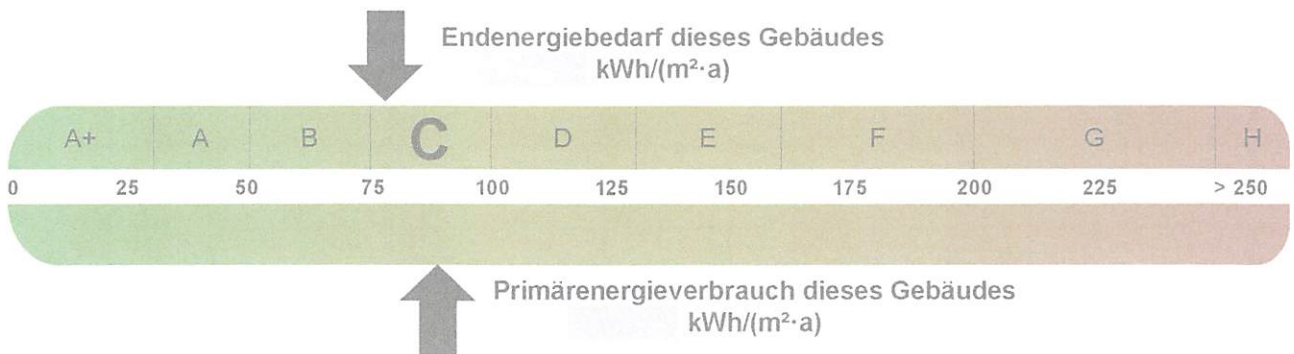 Endenergiebedarf dieses Gebäudes
kWh/(m²·a)
A+ A B C D E F G H
0 25 50 75 100 125 150 175 200 225 > 250
Primärenergieverbrauch dieses Gebäudes
kWh/(m²·a)